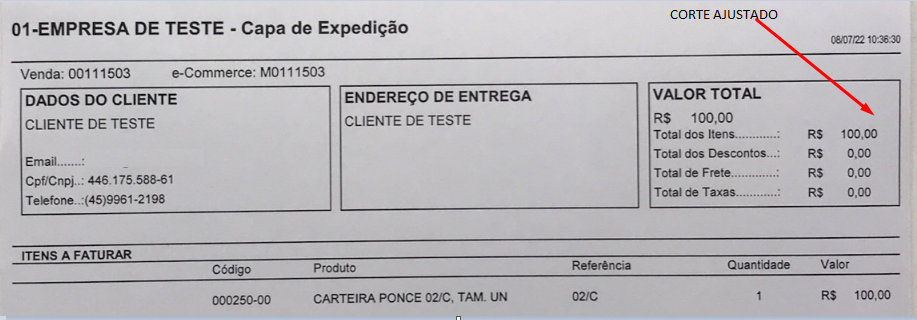 CORTE AJUSTADO
01-EMPRESA DE TESTE - Capa de Expedição
08/07/22 10:36:30
Venda: 00111503 e-Commerce: M0111503
DADOS DO CLIENTE
CLIENTE DE TESTE
Email.......:
Cpf/Cnpj..: 446.175.588-61
Telefone..:(45)9961-2198
ENDEREÇO DE ENTREGA
CLIENTE DE TESTE
VALOR TOTAL
R$ 100,00
Total dos Itens............: R$ 100,00
Total dos Descontos...: R$ 0,00
Total de Frete.............: R$ 0,00
Total de Taxas............: R$ 0,00
ITENS A FATURAR
Código Produto Referência Quantidade Valor
000250-00 CARTEIRA PONCE 02/C, TAM. UN 02/C 1 R$ 100,00